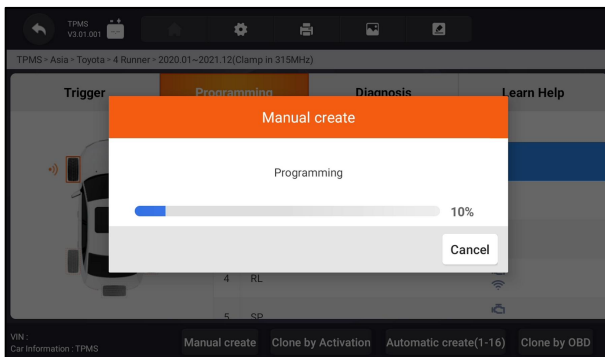 TPMS
V3.01.001
TPMS > Asia > Toyota > 4 Runner > 2020.01~2021.12(Clamp in 315MHz)
Trigger
Programming
Diagnosis
Learn Help
Manual create
Programming
10%
Cancel
4 RL
5 SP
VIN :
Car Information : TPMS
Manual create
Clone by Activation
Automatic create(1-16)
Clone by OBD